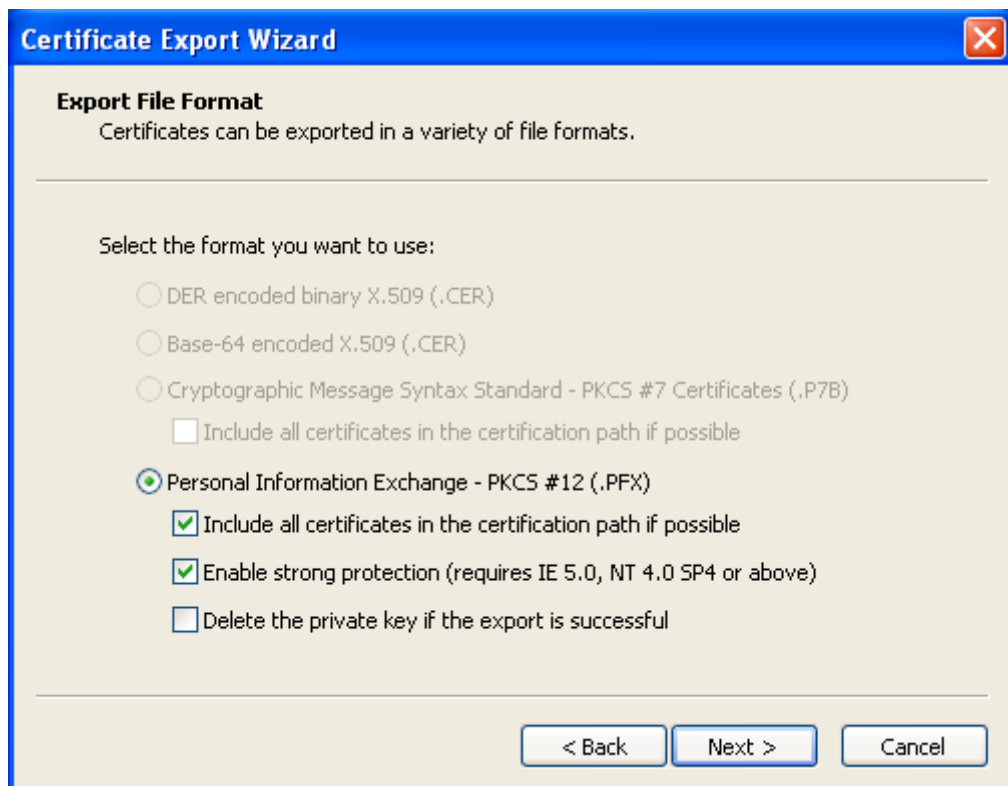 Certificate Export Wizard
Export File Format
Certificates can be exported in a variety of file formats.
Select the format you want to use:
DER encoded binary X.509 (.CER)
Base-64 encoded X.509 (.CER)
Cryptographic Message Syntax Standard - PKCS #7 Certificates (.P7B)
Include all certificates in the certification path if possible
Personal Information Exchange - PKCS #12 (.PFX)
Include all certificates in the certification path if possible
Enable strong protection (requires IE 5.0, NT 4.0 SP4 or above)
Delete the private key if the export is successful
< Back Next > Cancel